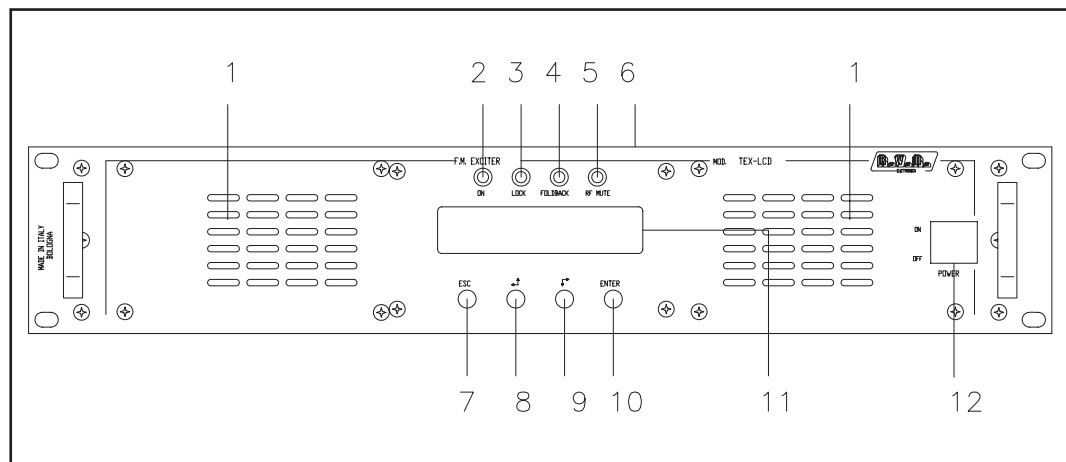 1 2 3 4 5 6 1
F.M. EXCITER
MOD. TEX-LCD
R.V.R.
ELETTRONICA
ON LOCK FOLDBACK RF MUTE
MADE IN ITALY
BOLOGNA
ON
OFF
POWER
ESC ENTER
7 8 9 10 11 12